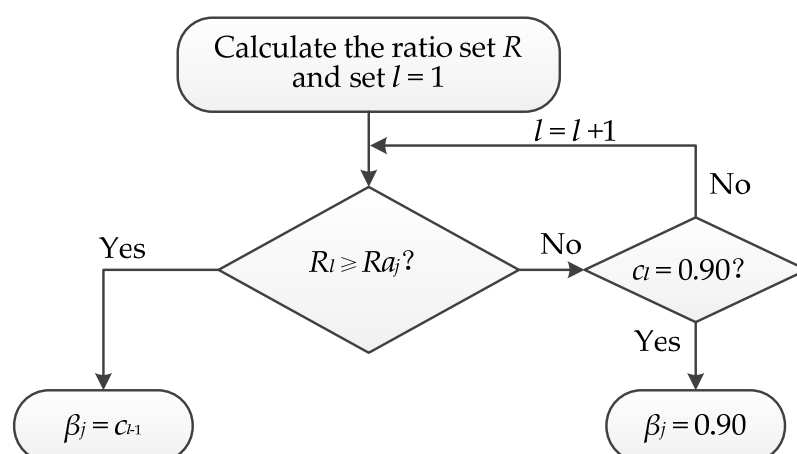 Calculate the ratio set R
and set l = 1
l = l +1
No
Yes
Rl ⩾ Raj?
No
cl = 0.90?
Yes
βj = cl-1
βj = 0.90